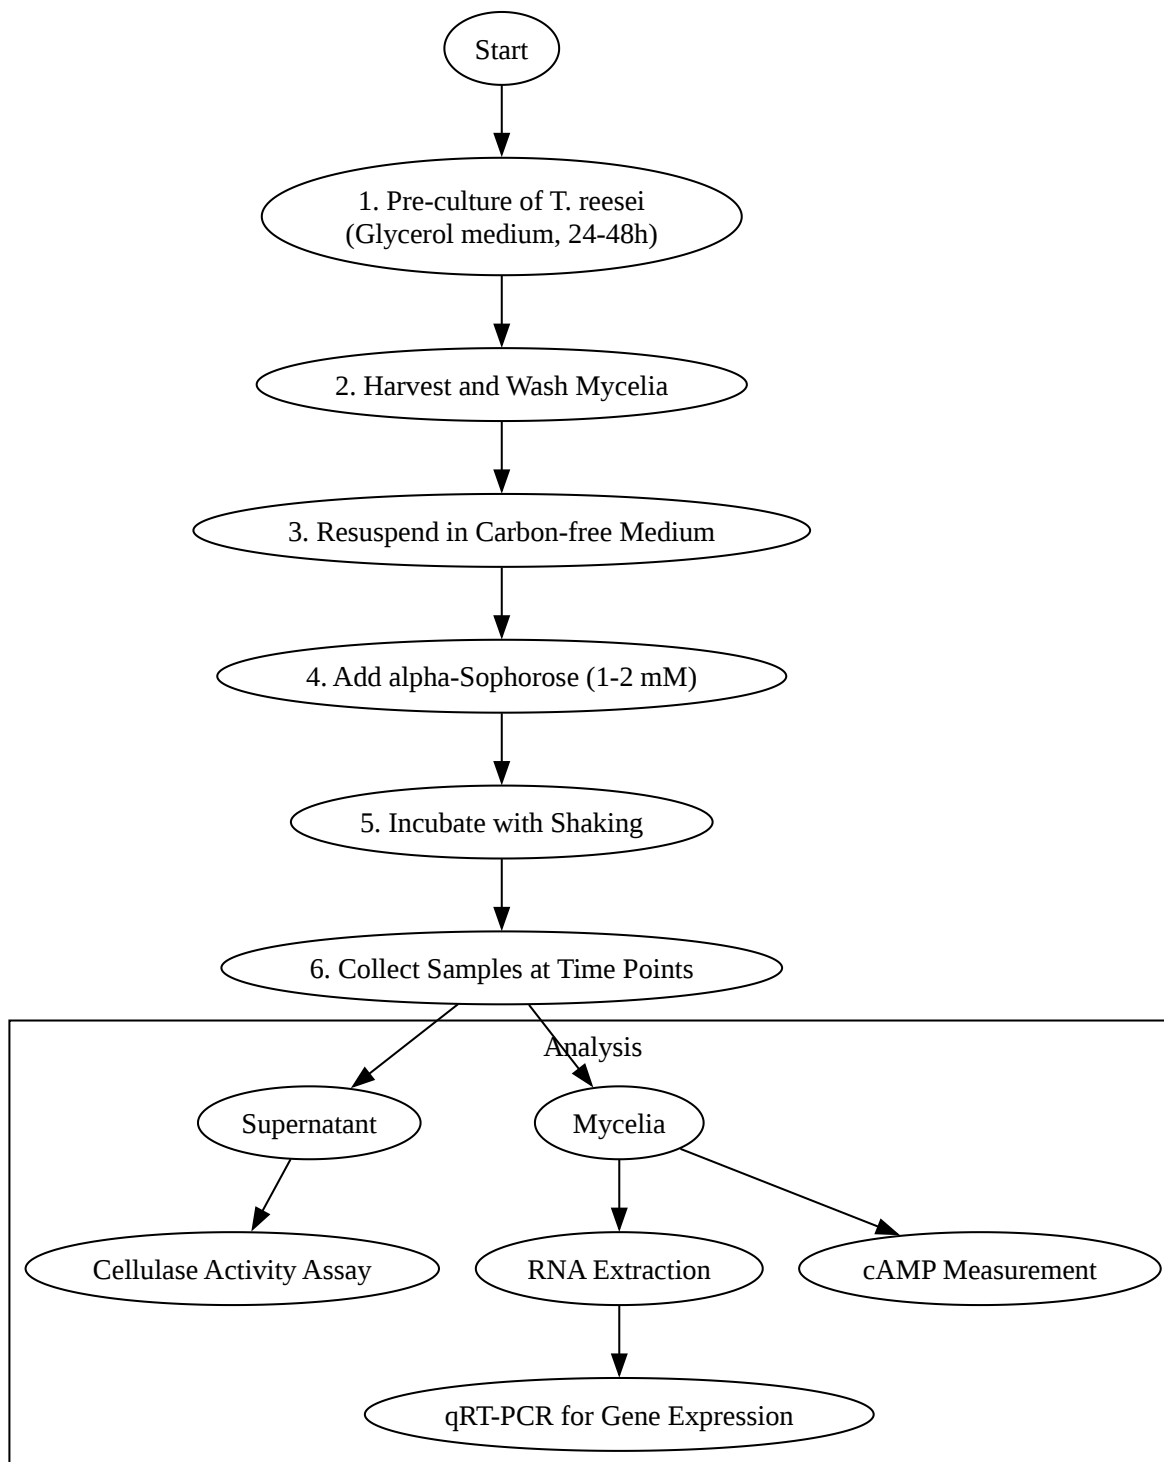 Start
1. Pre-culture of T. reesei
(Glycerol medium, 24-48h)
2. Harvest and Wash Mycelia
3. Resuspend in Carbon-free Medium
4. Add alpha-Sophorose (1-2 mM)
5. Incubate with Shaking
6. Collect Samples at Time Points
Analysis
Supernatant
Mycelia
Cellulase Activity Assay
RNA Extraction
cAMP Measurement
qRT-PCR for Gene Expression